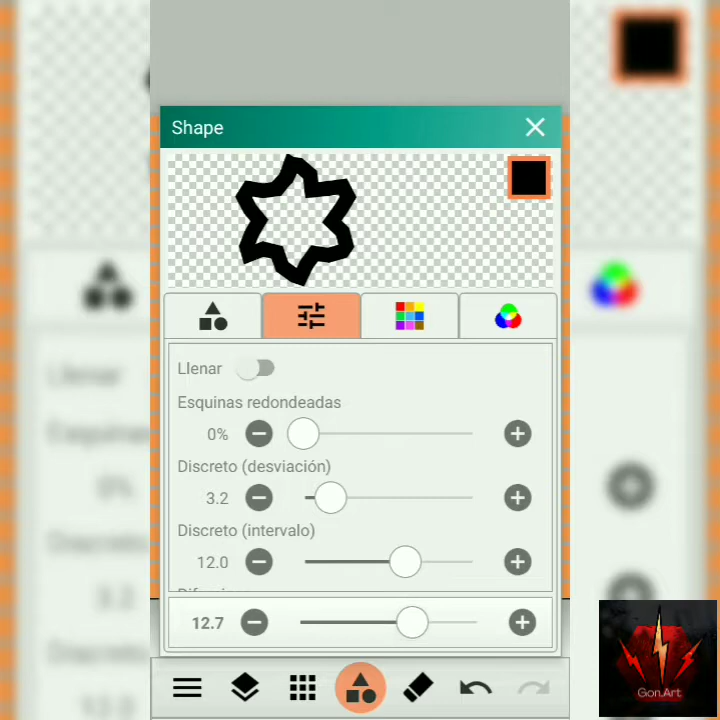 Shape
Llenar
Esquinas redondeadas
0%
Discreto (desviación)
3.2
Discreto (intervalo)
12.0
12.7
Gon.Art